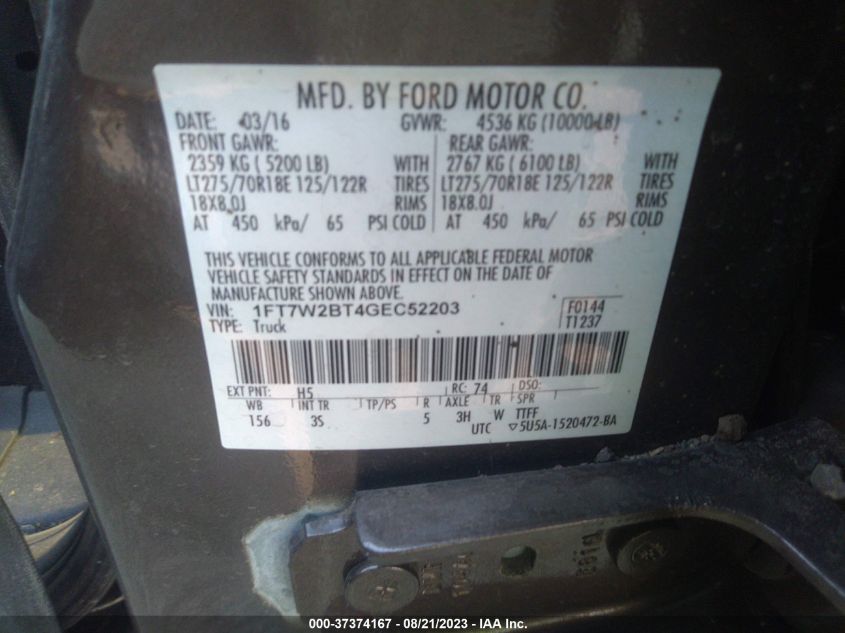 MFD. BY FORD MOTOR CO.
DATE: 03/16 GVWR: 4536 KG (10000 LB)
FRONT GAWR: REAR GAWR:
2359 KG ( 5200 LB) WITH 2767 KG ( 6100 LB) WITH
LT275/70R18E 125/122R TIRES LT275/70R18E 125/122R TIRES
18X8.0J RIMS 18X8.0J RIMS
AT 450 kPa/ 65 PSI COLD AT 450 kPa/ 65 PSI COLD
THIS VEHICLE CONFORMS TO ALL APPLICABLE FEDERAL MOTOR
VEHICLE SAFETY STANDARDS IN EFFECT ON THE DATE OF
MANUFACTURE SHOWN ABOVE.
VIN: 1FT7W2BT4GEC52203 F0144
TYPE: Truck T1237
EXT PNT: H5 RC: 74 DSO:
WB INT TR TP/PS R AXLE TR SPR
156 3S 5 3H W TTFF
UTC ▽5U5A-1520472-BA
000-37374167 - 08/21/2023 - IAA Inc.